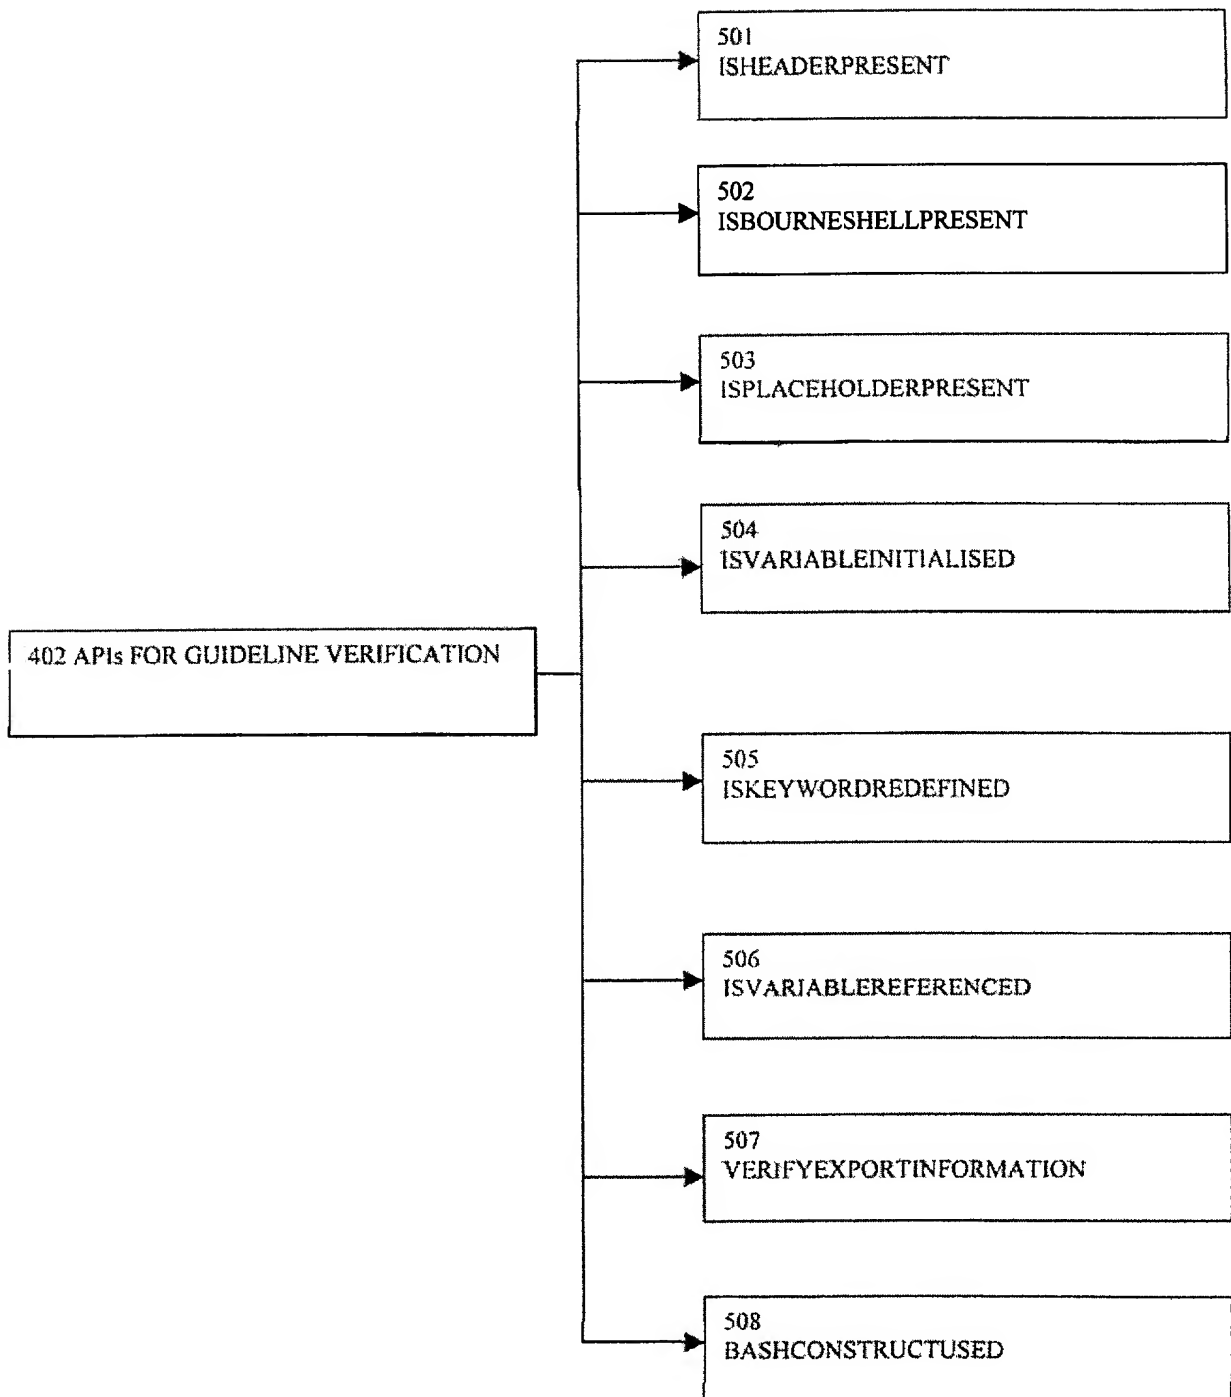 501
ISHEADERPRESENT
502
ISBOURNESHELLPRESENT
503
ISPLACEHOLDERPRESENT
504
ISVARIABLEINITIALISED
402 APIs FOR GUIDELINE VERIFICATION
505
ISKEYWORDREDEFINED
506
ISVARIABLEREFERENCED
507
VERIFYEXPORTINFORMATION
508
BASHCONSTRUCTUSED